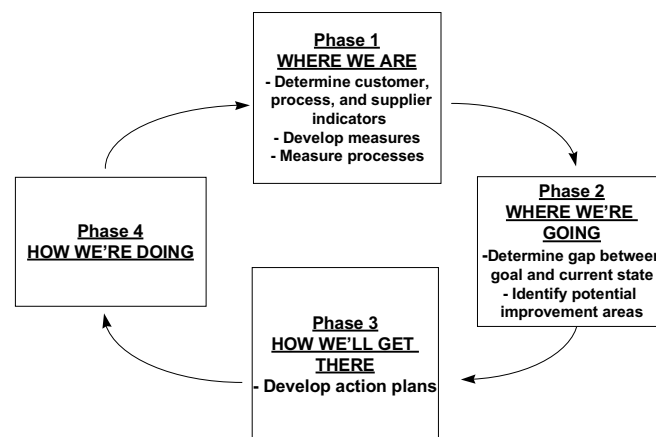 Phase 1
WHERE WE ARE
- Determine customer,
process, and supplier
indicators
- Develop measures
- Measure processes
Phase 2
WHERE WE'RE
GOING
-Determine gap between
goal and current state
- Identify potential
improvement areas
Phase 3
HOW WE'LL GET
THERE
- Develop action plans
Phase 4
HOW WE'RE DOING